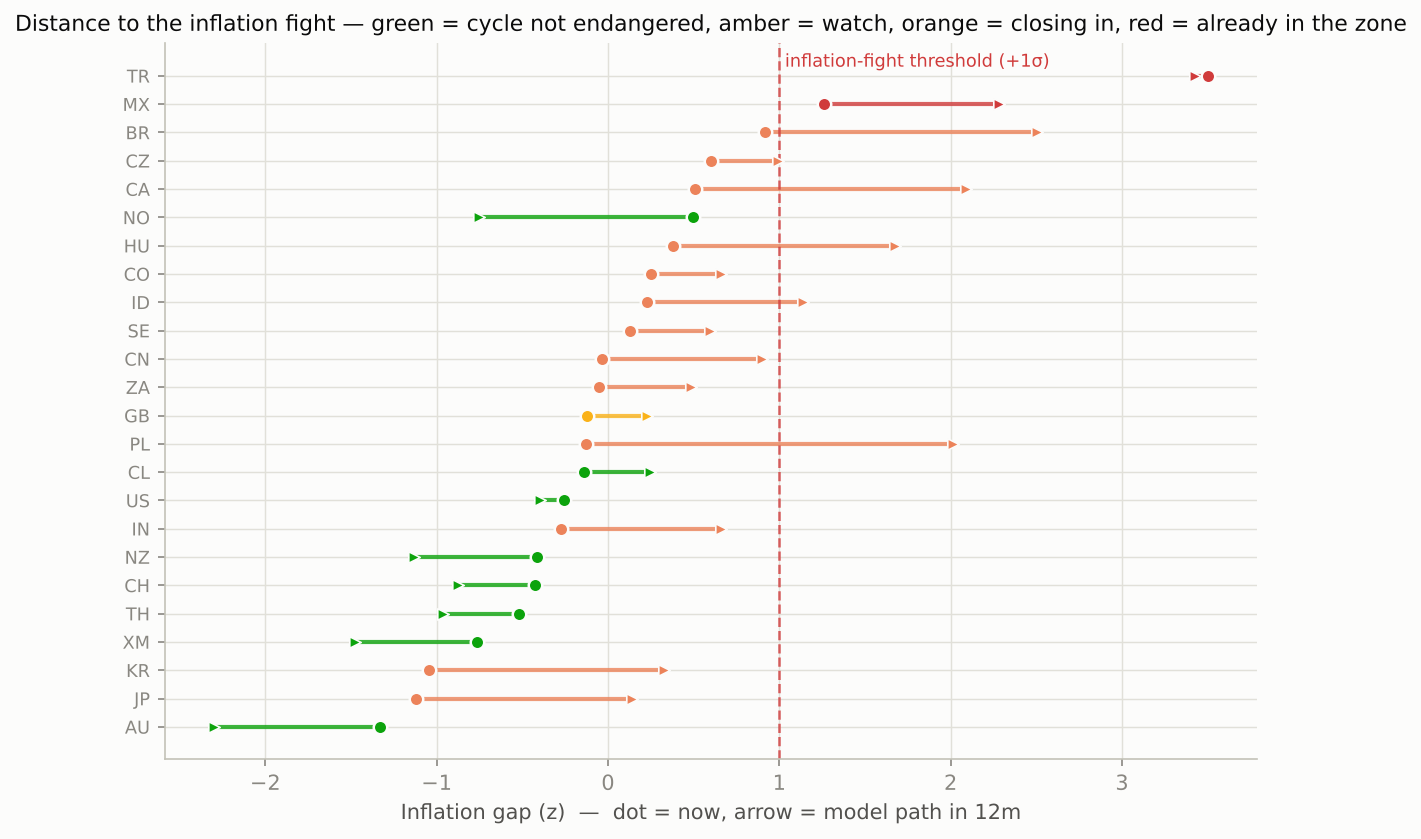 Distance to the inflation fight — green = cycle not endangered, amber = watch, orange = closing in, red = already in the zone
inflation-fight threshold (+1σ)
TR
MX
BR
CZ
CA
NO
HU
CO
ID
SE
CN
ZA
GB
PL
CL
US
IN
NZ
CH
TH
XM
KR
JP
AU
−2 −1 0 1 2 3
Inflation gap (z) — dot = now, arrow = model path in 12m